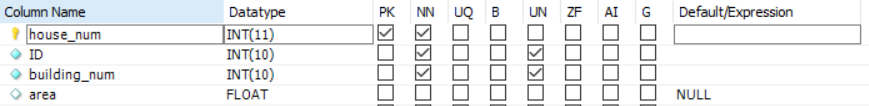 Column Name Datatype PK NN UQ B UN ZF AI G Default/Expression
house_num INT(11)
ID INT(10)
building_num INT(10)
area FLOAT NULL